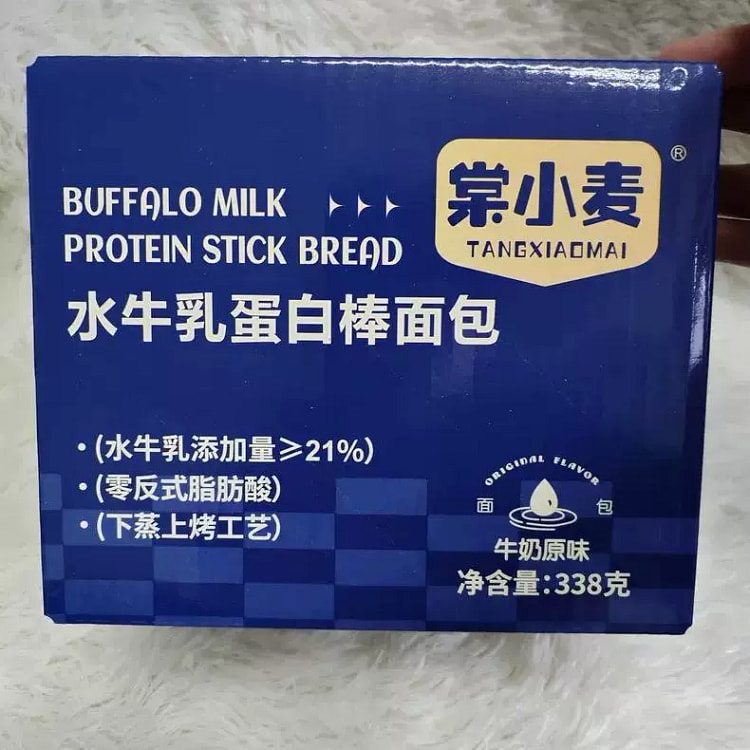 棠小麦®
TANGXIAOMAI
BUFFALO MILK
PROTEIN STICK BREAD
水牛乳蛋白棒面包
·(水牛乳添加量≥21%)
·(零反式脂肪酸)
·(下蒸上烤工艺)
ORIGINAL FLAVOR
面 包
牛奶原味
净含量:338克